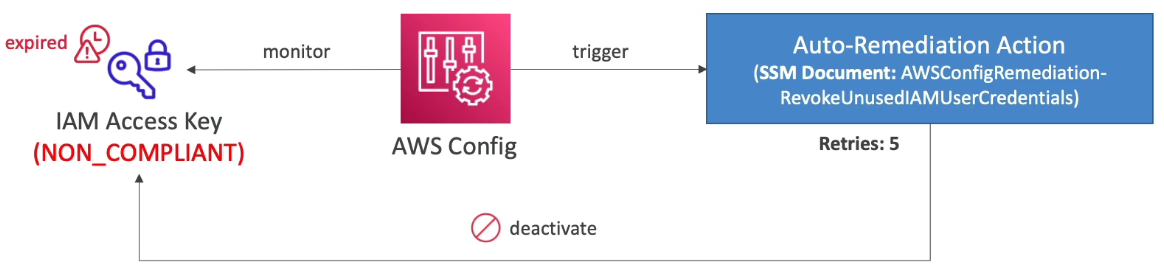 expired
monitor
trigger
IAM Access Key
(NON_COMPLIANT)
AWS Config
Auto-Remediation Action
(SSM Document: AWSConfigRemediation-
RevokeUnusedIAMUserCredentials)
Retries: 5
deactivate